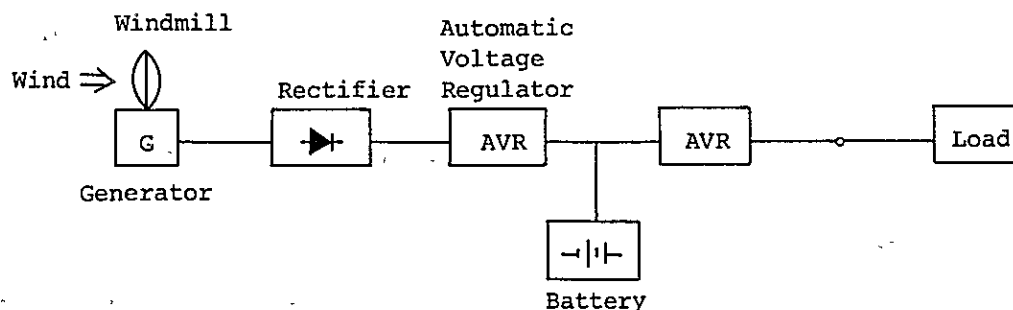 Windmill
Automatic
Voltage
Regulator
Wind
Rectifier
G
AVR
AVR
Load
Generator
Battery